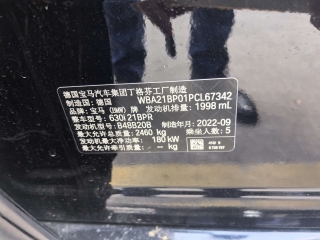 德国宝马汽车集团丁格芬工厂制造
制造国：德国 WBA21BP01PCL67342
品牌：宝马（BMW）牌 发动机排量：1998 mL
整车型号：630i 21BPR
发动机型号：B48B20B 制造年月：2022-09
最大允许总质量：2460 kg 乘坐人数：5
发动机最大净功率：180 kW
最大允许牵引质量：-- kg